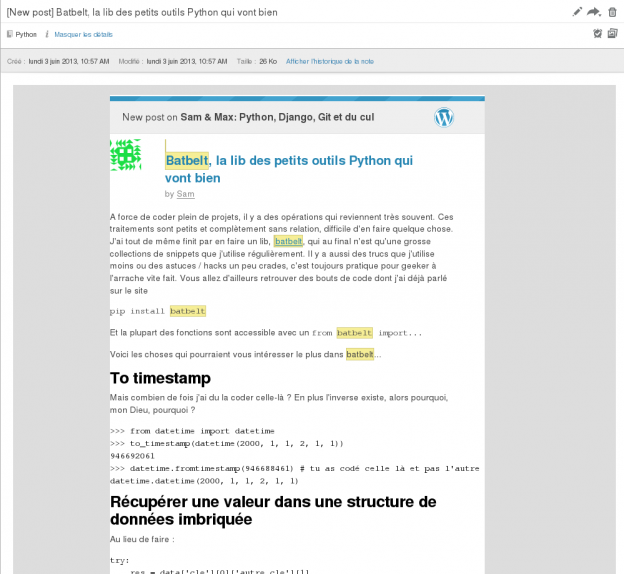 [New post] Batbelt, la lib des petits outils Python qui vont bien
Python Masquer les détails
Créé : lundi 3 juin 2013, 10:57 AM Modifié : lundi 3 juin 2013, 10:57 AM Taille : 26 Ko Afficher l'historique de la note
New post on Sam & Max: Python, Django, Git et du cul
Batbelt, la lib des petits outils Python qui
vont bien
by Sam
A force de coder plein de projets, il y a des opérations qui reviennent très souvent. Ces
traitements sont petits et complètement sans relation, difficile d'en faire quelque chose.
J'ai tout de même finit par en faire un lib, batbelt, qui au final n'est qu'une grosse
collections de snippets que j'utilise régulièrement. Il y a aussi des trucs que j'utilise
moins ou des astuces / hacks un peu crades, c'est toujours pratique pour geeker à
l'arrache vite fait. Vous allez d'ailleurs retrouver des bouts de code dont j'ai déjà parlé
sur le site
pip install batbelt
Et la plupart des fonctions sont accessible avec un from batbelt import...
Voici les choses qui pourraient vous intéresser le plus dans batbelt...
To timestamp
Mais combien de fois j'ai du la coder celle-là ? En plus l'inverse existe, alors pourquoi,
mon Dieu, pourquoi ?
>>> from datetime import datetime
>>> to_timestamp(datetime(2000, 1, 1, 2, 1, 1))
946692061
>>> datetime.fromtimestamp(946688461) # tu as codé celle là et pas l'autre
datetime.datetime(2000, 1, 1, 2, 1, 1)
Récupérer une valeur dans une structure de
données imbriquée
Au lieu de faire :
try:
res = data['cle'][0]['autre cle'][1]